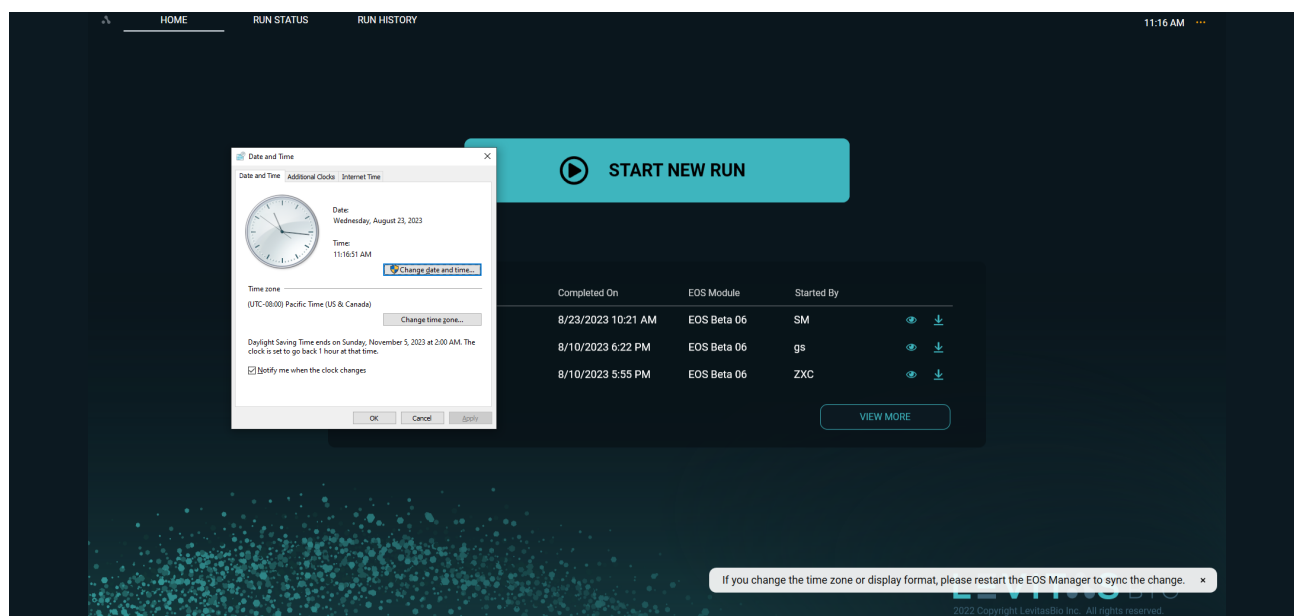 HOME RUN STATUS RUN HISTORY 11:16 AM ...
START NEW RUN
Date and Time
Date and Time Additional Clocks Internet Time
Date:
Wednesday, August 23, 2023
Time:
11:16:51 AM
Change date and time...
Time zone
(UTC-08:00) Pacific Time (US & Canada)
Change time zone...
Daylight Saving Time ends on Sunday, November 5, 2023 at 2:00 AM. The
clock is set to go back 1 hour at that time.
Notify me when the clock changes
OK Cancel Apply
Completed On EOS Module Started By
8/23/2023 10:21 AM EOS Beta 06 SM
8/10/2023 6:22 PM EOS Beta 06 gs
8/10/2023 5:55 PM EOS Beta 06 ZXC
VIEW MORE
If you change the time zone or display format, please restart the EOS Manager to sync the change. ×
BIO
2022 Copyright LevitasBio Inc. All rights reserved.